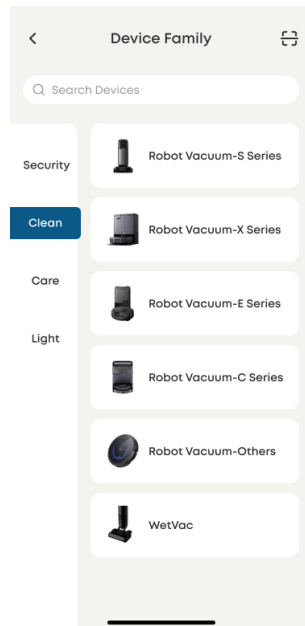 Device Family
Search Devices
Security
Clean
Care
Light
Robot Vacuum-S Series
Robot Vacuum-X Series
Robot Vacuum-E Series
Robot Vacuum-C Series
Robot Vacuum-Others
WetVac